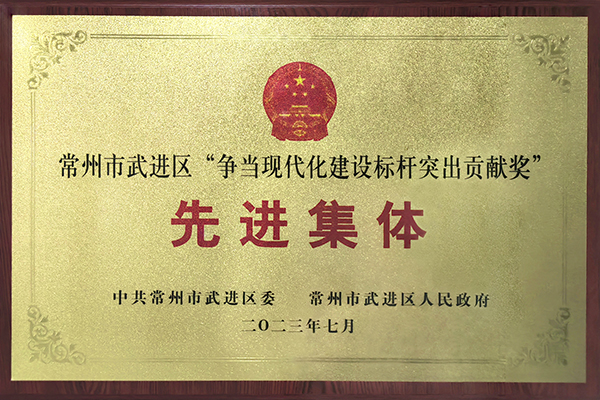 常州市武进区“争当现代化建设标杆突出贡献奖”
先进集体
中共常州市武进区委 常州市武进区人民政府
二〇二三年七月